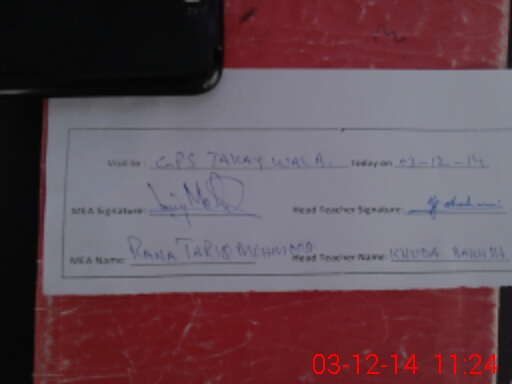 Visit to: GPS TAKAY WALA. today on 03-12-14
MEA Signature: Head Teacher Signature:
MEA Name: RANA TARIQ MEHMOOD Head Teacher Name: KHUDA BAKHSH
03-12-14 11:24